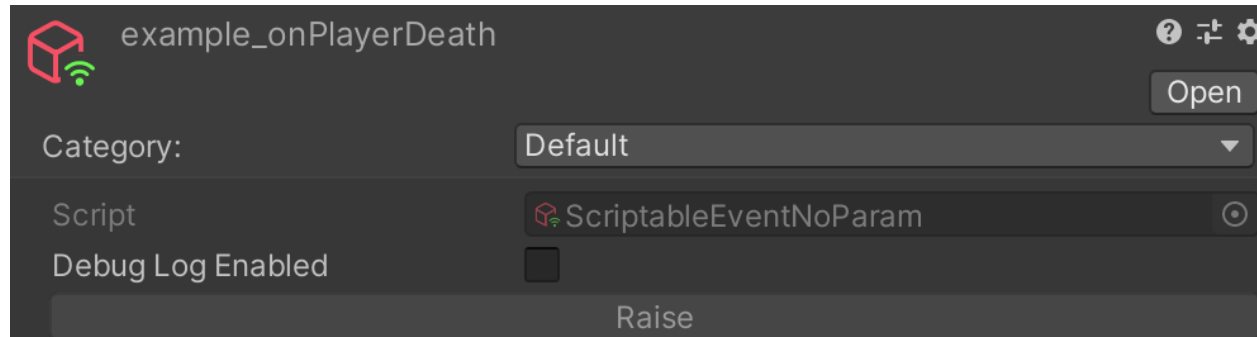 example_onPlayerDeath
Open
Category:
Default
Script
ScriptableEventNoParam
Debug Log Enabled
Raise